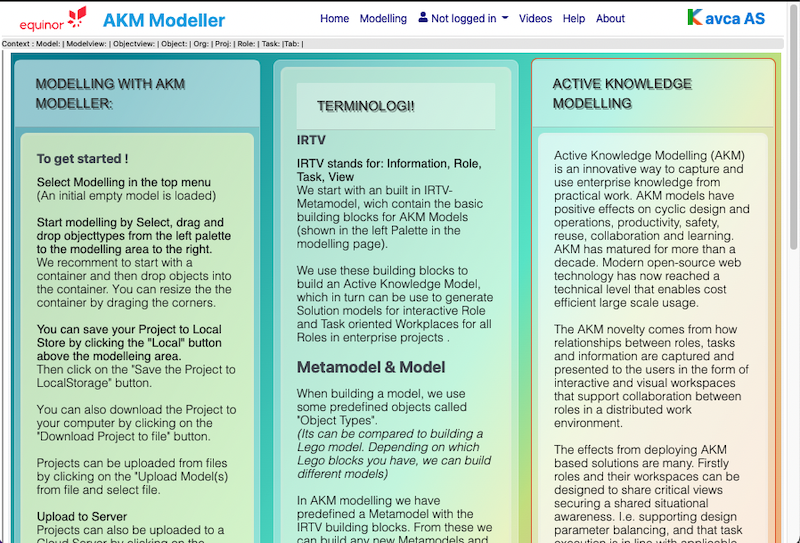 equinor
AKM Modeller
Home Modelling Not logged in Videos Help About
Kavca AS
Context : Model: | Modelview: | Objectview: | Object: | Org: | Proj: | Role: | Task: |Tab: |
MODELLING WITH AKM
MODELLER:
To get started !
Select Modelling in the top menu
(An initial empty model is loaded)
Start modelling by Select, drag and
drop objecttypes from the left palette
to the modelling area to the right.
We recomment to start with a
container and then drop objects into
the container. You can resize the the
container by draging the corners.
You can save your Project to Local
Store by clicking the "Local" button
above the modelleing area.
Then click on the "Save the Project to
LocalStorage" button.
You can also download the Project to
your computer by clicking on the
"Download Project to file" button.
Projects can be uploaded from files
by clicking on the "Upload Model(s)
from file and select file.
Upload to Server
Projects can also be uploaded to a
Cloud Server by clicking on the
TERMINOLOGI!
IRTV
IRTV stands for: Information, Role,
Task, View
We start with an built in IRTV-
Metamodel, wich contain the basic
building blocks for AKM Models
(shown in the left Palette in the
modelling page).
We use these building blocks to
build an Active Knowledge Model,
which in turn can be use to generate
Solution models for interactive Role
and Task oriented Workplaces for all
Roles in enterprise projects .
Metamodel & Model
When building a model, we use
some predefined objects called
"Object Types".
(Its can be compared to building a
Lego model. Depending on which
Lego blocks you have, we can build
different models)
In AKM modelling we have
predefined a Metamodel with the
IRTV building blocks. From these we
can build any new Metamodels and
ACTIVE KNOWLEDGE
MODELLING
Active Knowledge Modelling (AKM)
is an innovative way to capture and
use enterprise knowledge from
practical work. AKM models have
positive effects on cyclic design and
operations, productivity, safety,
reuse, collaboration and learning.
AKM has matured for more than a
decade. Modern open-source web
technology has now reached a
technical level that enables cost
efficient large scale usage.
The AKM novelty comes from how
relationships between roles, tasks
and information are captured and
presented to the users in the form of
interactive and visual workspaces
that support collaboration between
roles in a distributed work
environment.
The effects from deploying AKM
based solutions are many. Firstly
roles and their workspaces can be
designed to share critical views
securing a shared situational
awareness. I.e. supporting design
parameter balancing, and that task
execution is in line with applicable